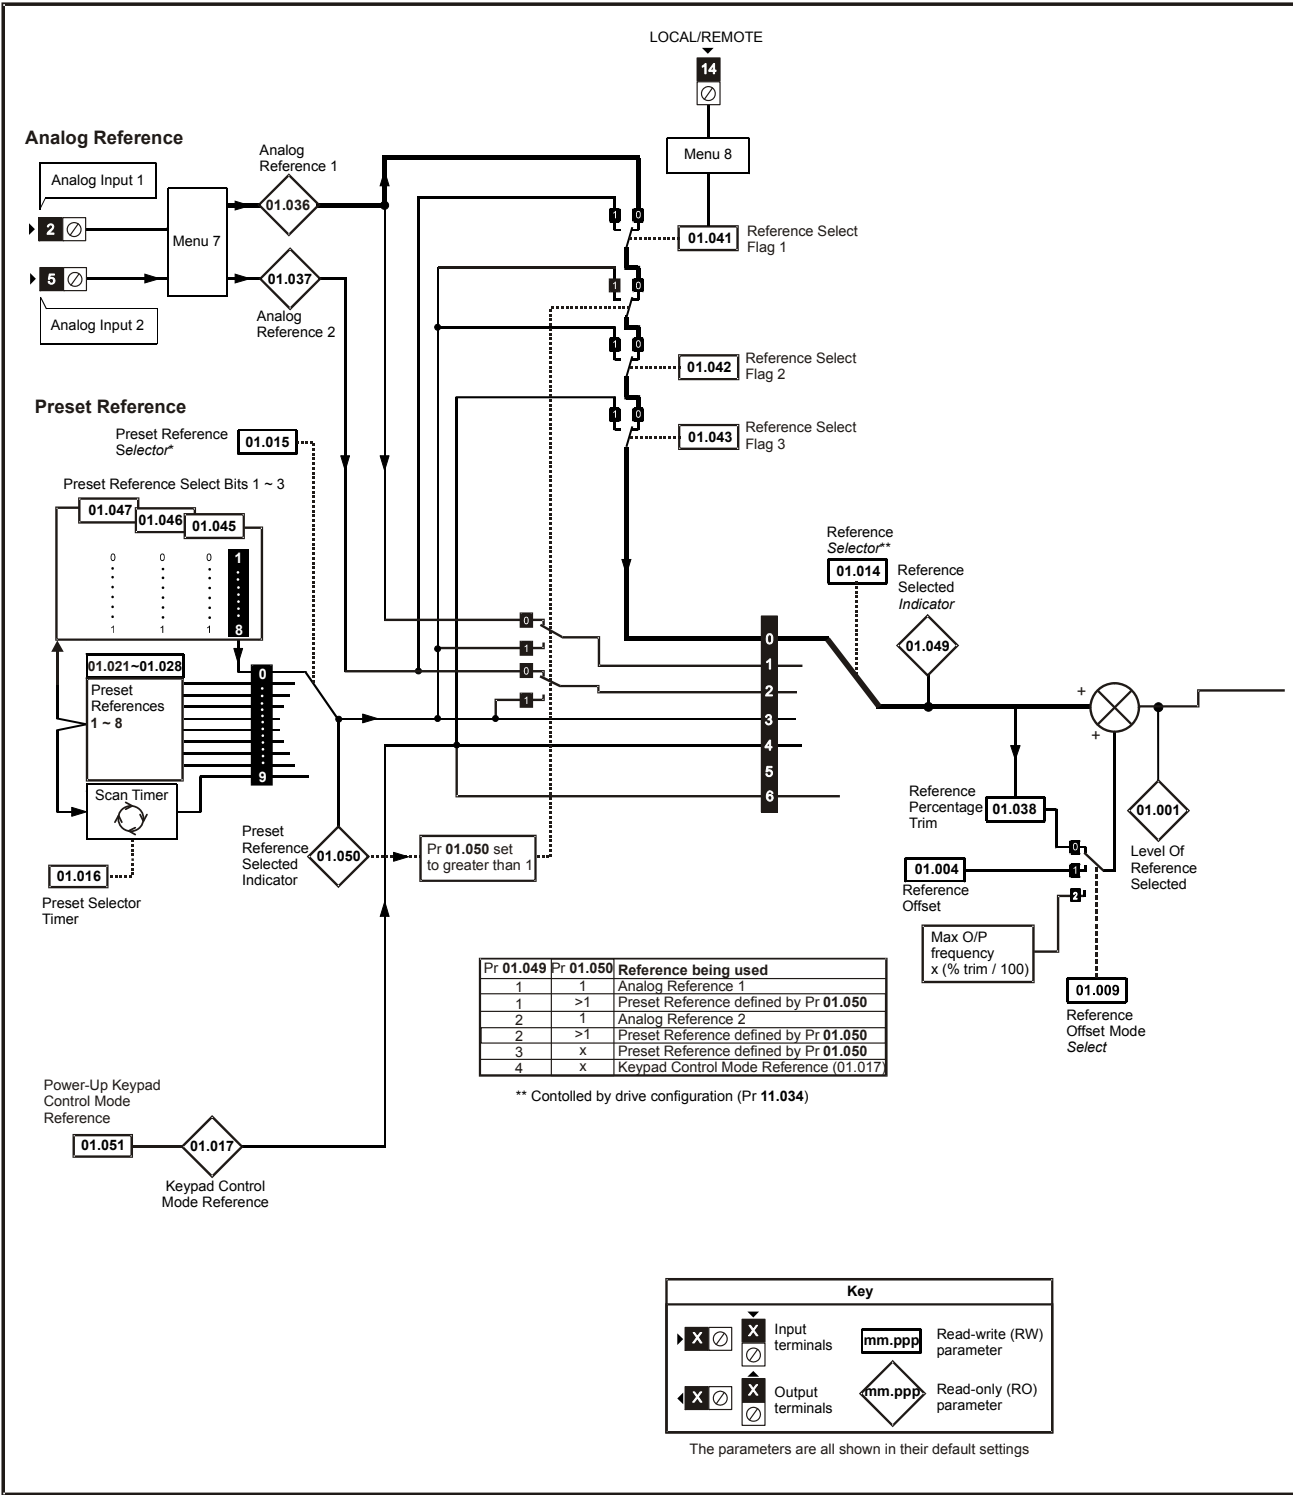 LOCAL/REMOTE
14
Analog Reference
Menu 8
Analog
Reference 1
Analog Input 1
01.036
2
Menu 7
1
0
01.041
Reference Select
Flag 1
5
01.037
1
0
Analog Input 2
Analog
Reference 2
1
0
01.042
Reference Select
Flag 2
Preset Reference
1
0
01.043
Reference Select
Flag 3
Preset Reference
Selector*
01.015
Preset Reference Select Bits 1 ~ 3
01.047
01.046
01.045
0
0
0
1
1
1
1
8
Reference
Selector**
01.014
Reference
Selected
Indicator
01.049
0
1
0
1
0
1
2
3
4
5
6
01.021~01.028
Preset
References
1 ~ 8
0
9
Scan Timer
01.016
Preset Selector
Timer
Preset
Reference
Selected
Indicator
01.050
Pr 01.050 set
to greater than 1
+
+
Reference
Percentage
Trim
01.038
01.001
Level Of
Reference
Selected
0
1
2
01.004
Reference
Offset
Max O/P
frequency
x (% trim / 100)
01.009
Reference
Offset Mode
Select
Pr 01.049 Pr 01.050 Reference being used
1 1 Analog Reference 1
1 >1 Preset Reference defined by Pr 01.050
2 1 Analog Reference 2
2 >1 Preset Reference defined by Pr 01.050
3 x Preset Reference defined by Pr 01.050
4 x Keypad Control Mode Reference (01.017)
** Contolled by drive configuration (Pr 11.034)
Power-Up Keypad
Control Mode
Reference
01.051
01.017
Keypad Control
Mode Reference
Key
X
X
Input
terminals
mm.ppp
Read-write (RW)
parameter
X
X
Output
terminals
mm.ppp
Read-only (RO)
parameter
The parameters are all shown in their default settings